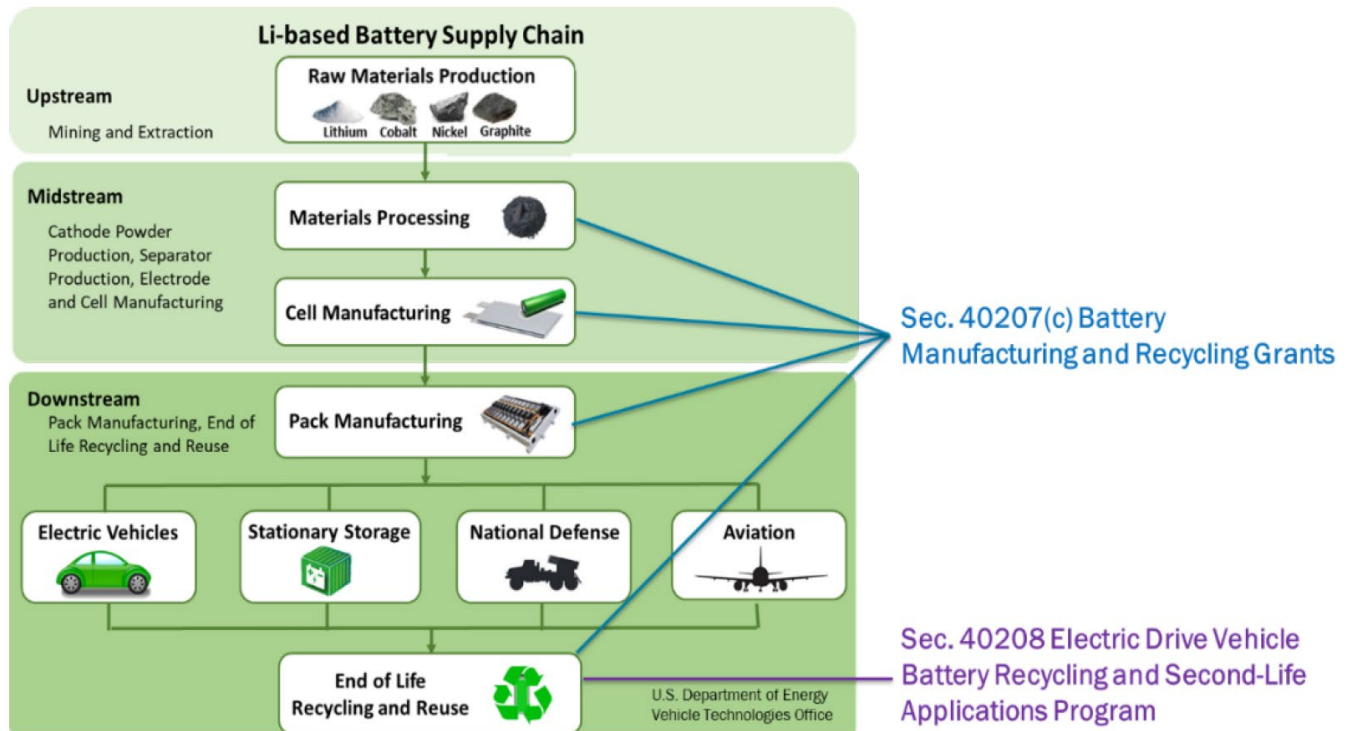 Li-based Battery Supply Chain
Raw Materials Production
Lithium Cobalt Nickel Graphite
Upstream
Mining and Extraction
Midstream
Cathode Powder
Production, Separator
Production, Electrode
and Cell Manufacturing
Materials Processing
Cell Manufacturing
Sec. 40207(c) Battery
Manufacturing and Recycling Grants
Downstream
Pack Manufacturing, End of
Life Recycling and Reuse
Pack Manufacturing
Electric Vehicles
Stationary Storage
National Defense
Aviation
End of Life
Recycling and Reuse
U.S. Department of Energy
Vehicle Technologies Office
Sec. 40208 Electric Drive Vehicle
Battery Recycling and Second-Life
Applications Program